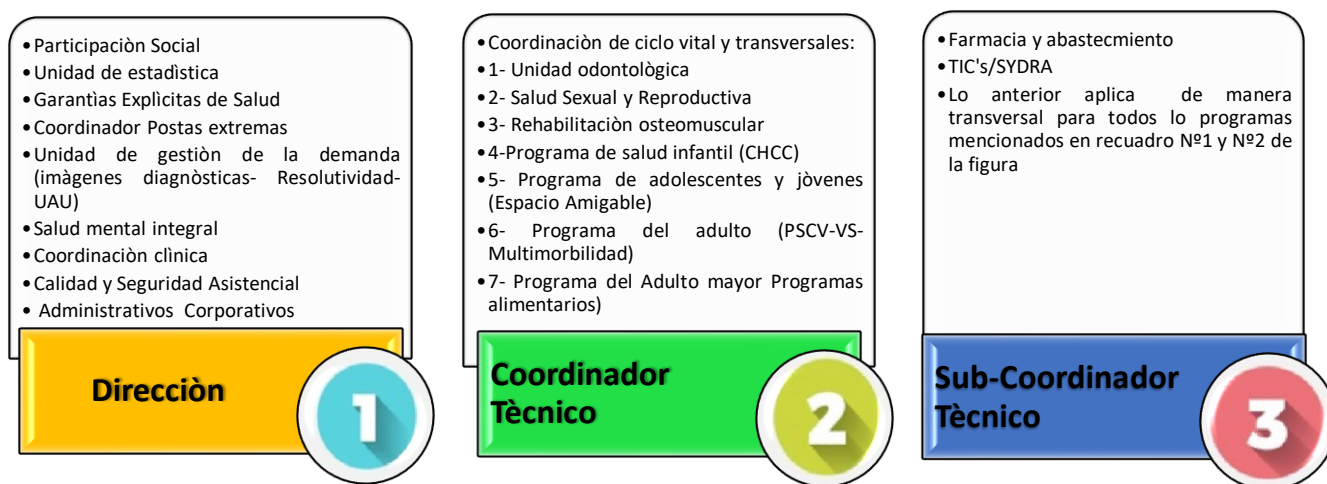 •Participaciòn Social
•Unidad de estadìstica
•Garantìas Explìcitas de Salud
•Coordinador Postas extremas
•Unidad de gestiòn de la demanda
(imàgenes diagnòsticas- Resolutividad-
UAU)
•Salud mental integral
•Coordinaciòn clìnica
•Calidad y Seguridad Asistencial
• Administrativos Corporativos
Direcciòn
1
•Coordinaciòn de ciclo vital y transversales:
•1- Unidad odontològica
•2- Salud Sexual y Reproductiva
•3- Rehabilitaciòn osteomuscular
•4-Programa de salud infantil (CHCC)
•5- Programa de adolescentes y jòvenes
(Espacio Amigable)
•6- Programa del adulto (PSCV-VS-
Multimorbilidad)
•7- Programa del Adulto mayor Programas
alimentarios)
Coordinador
Tècnico
2
•Farmacia y abastecmiento
•TIC's/SYDRA
•Lo anterior aplica de manera
transversal para todos lo programas
mencionados en recuadro Nº1 y Nº2 de
la figura
Sub-Coordinador
Tècnico
3